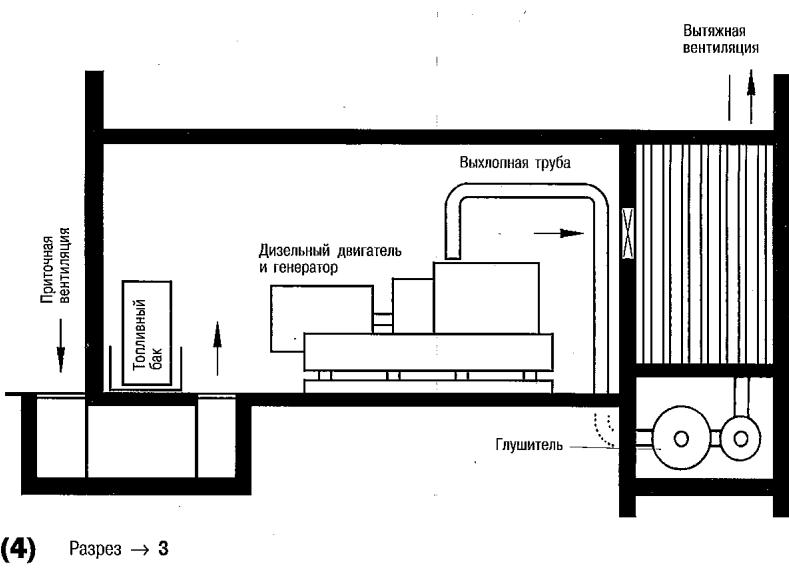 Вытяжная
вентиляция
Выхлопная труба
Дизельный двигатель
и генератор
Приточная
вентиляция
Топливный
бак
Глушитель
(4) Разрез → 3